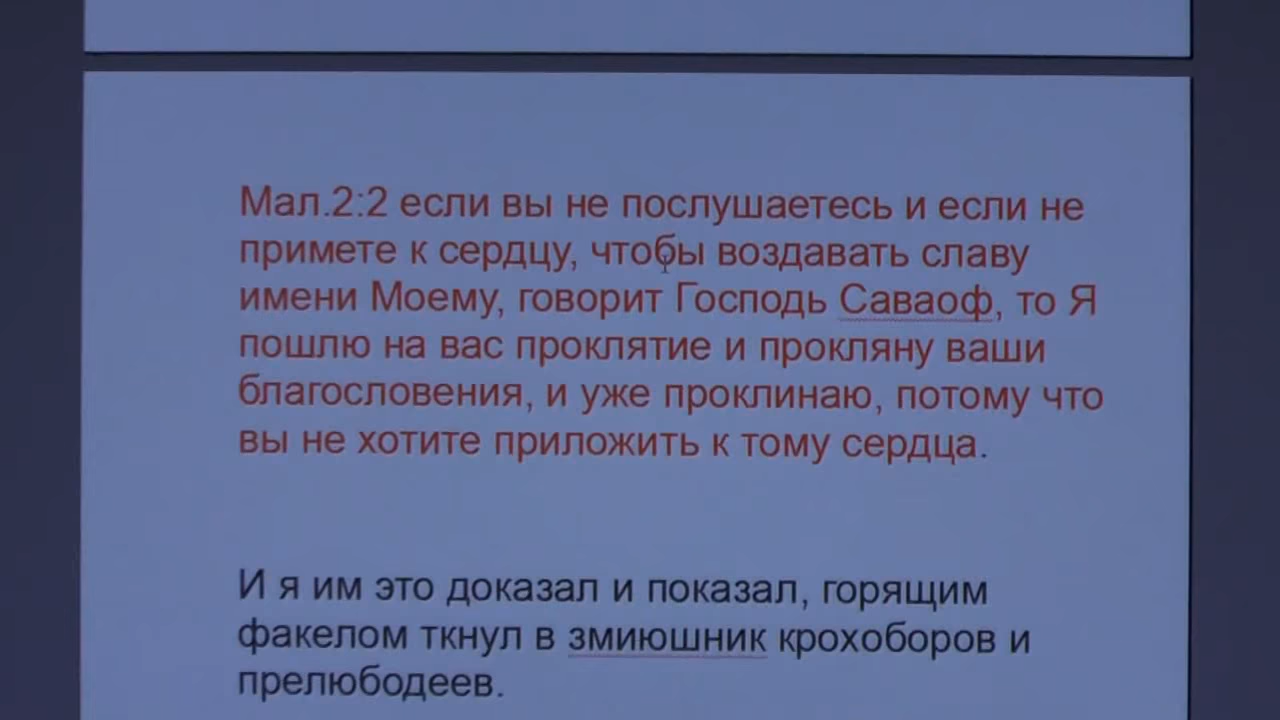 Мал.2:2 если вы не послушаетесь и если не
примете к сердцу, чтобы воздавать славу
имени Моему, говорит Господь Саваоф, то Я
пошлю на вас проклятие и прокляну ваши
благословения, и уже проклинаю, потому что
вы не хотите приложить к тому сердца.
И я им это доказал и показал, горящим
факелом ткнул в змиюшник крохоборов и
прелюбодеев.